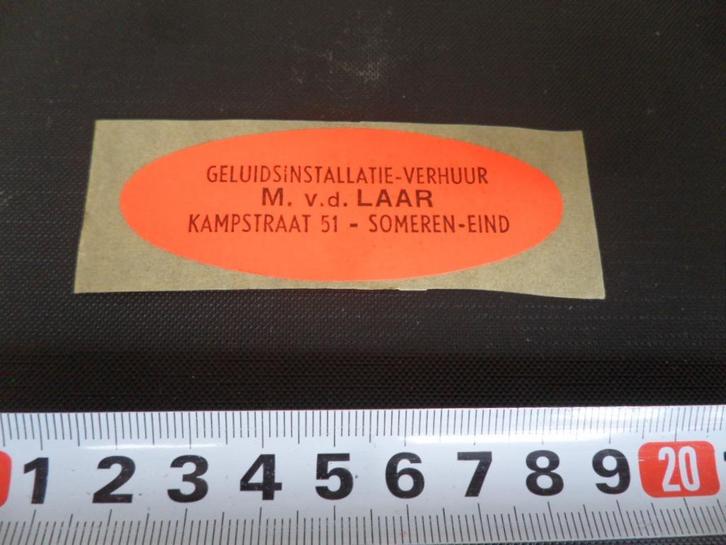 GELUIDSINSTALLATIE-VERHUUR
M. v.d. LAAR
KAMPSTRAAT 51 - SOMEREN-EIND
1 2 3 4 5 6 7 8 9 20